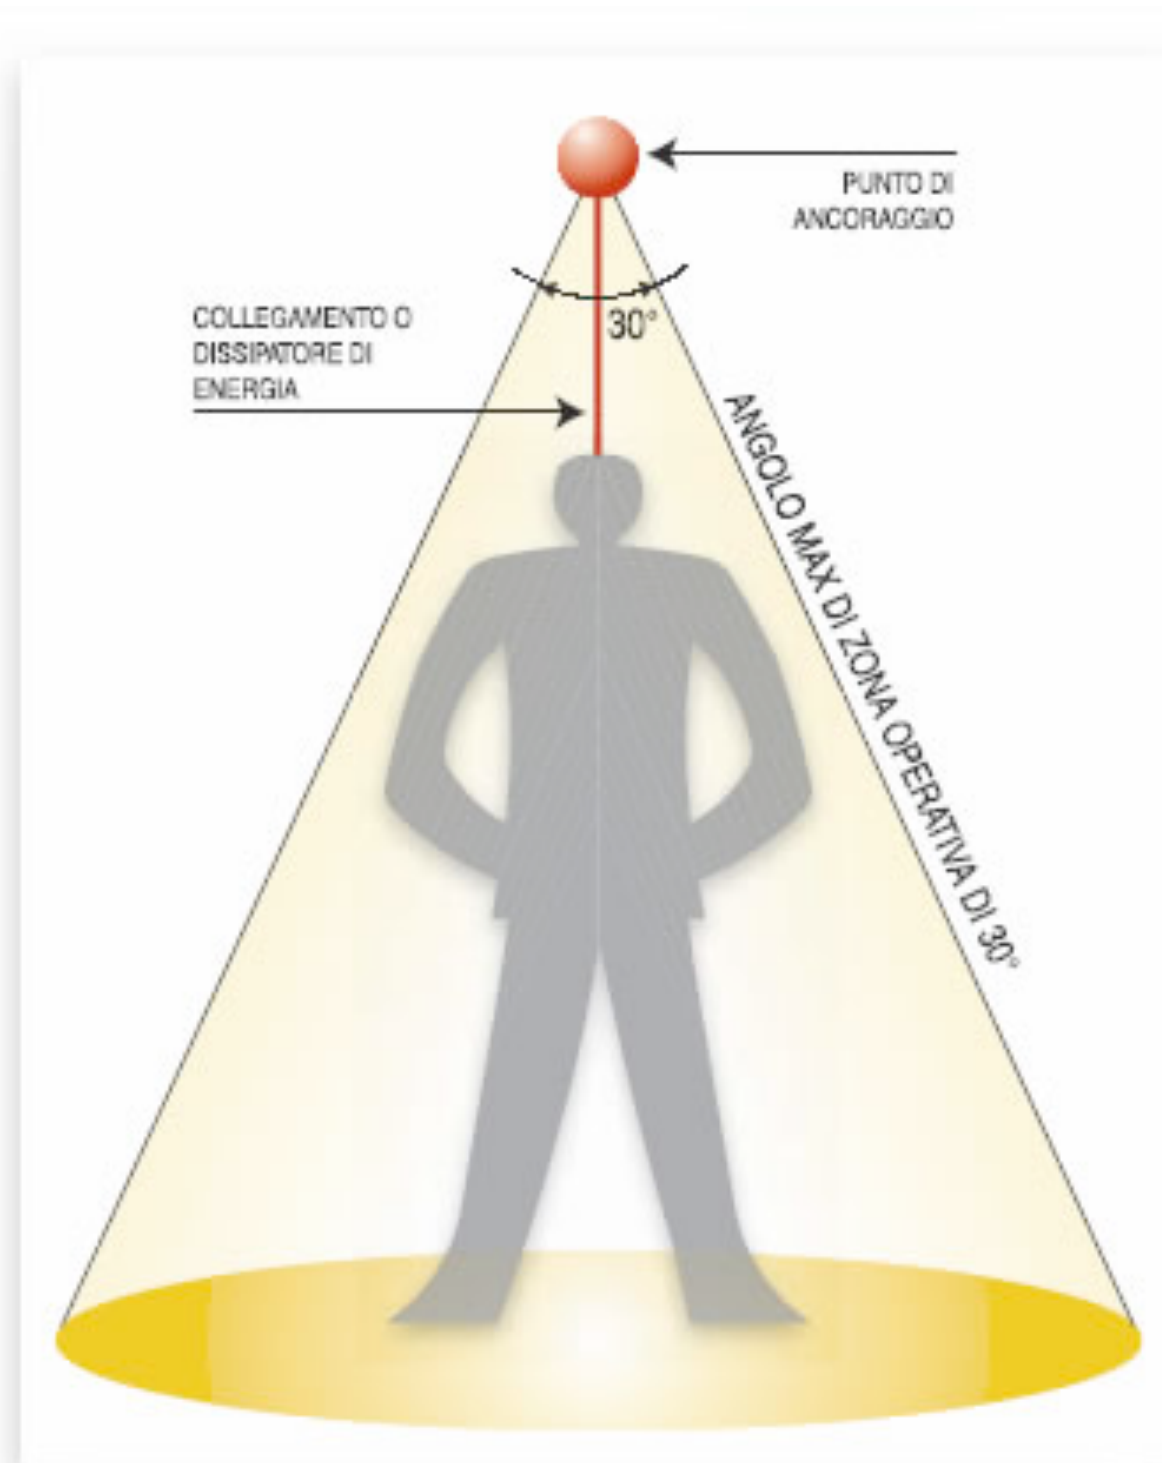 PUNTO DI
ANCORAGGIO
30°
COLLEGAMENTO O
DISSIPATORE DI
ENERGIA
ANGOLO MAX DI ZONA OPERATIVA DI 30°